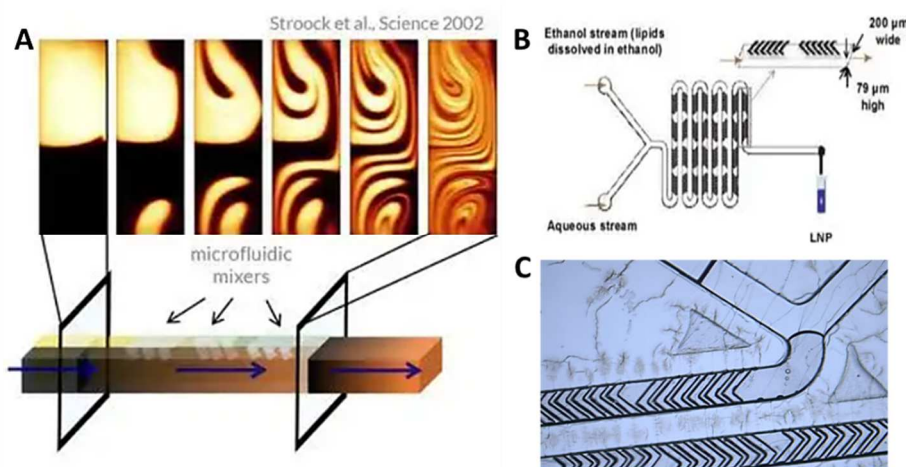 Stroock et al., Science 2002
A
microfluidic
mixers
B
Ethanol stream (lipids
dissolved in ethanol)
200 µm
wide
79 µm
high
Aqueous stream
LNP
C